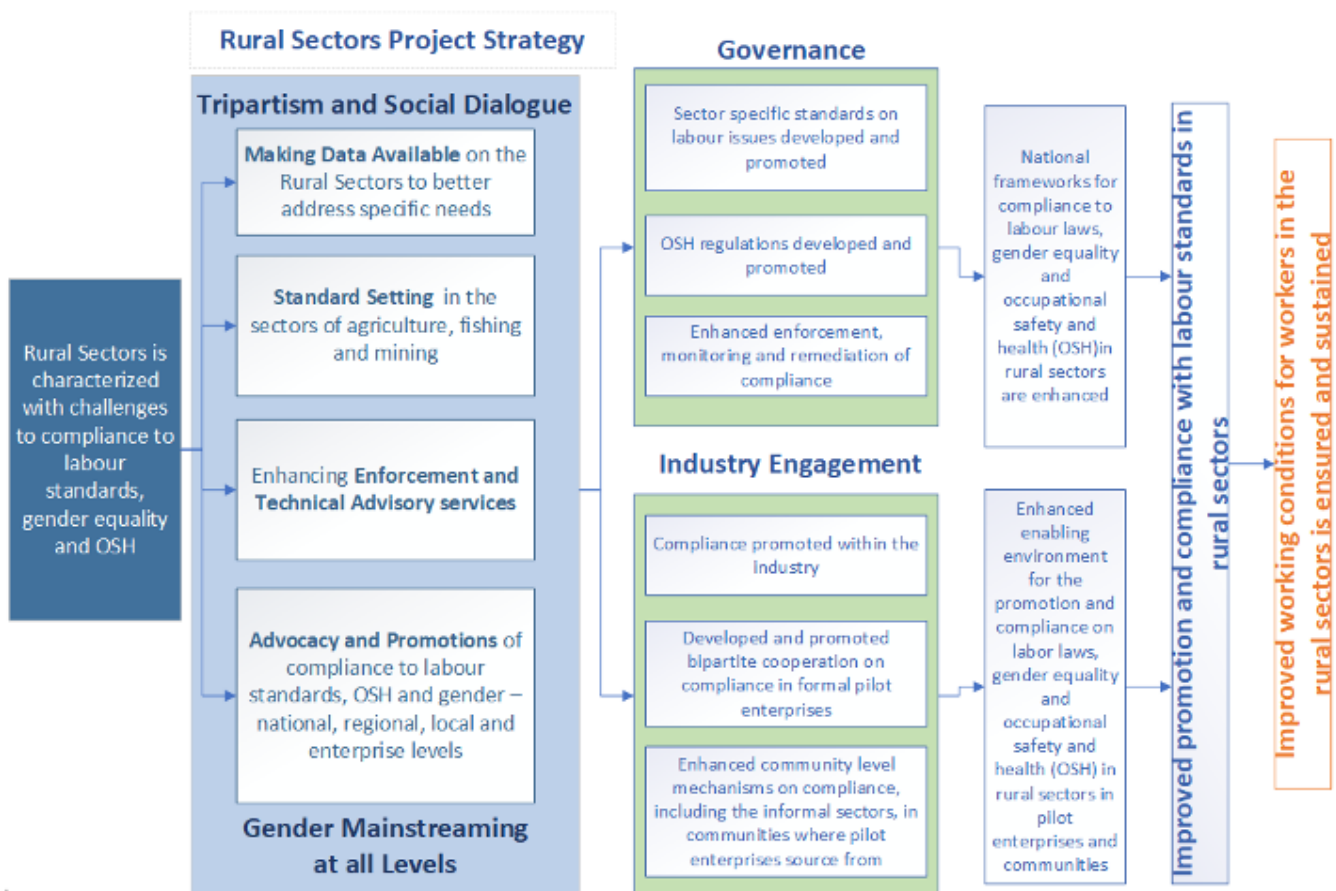 Rural Sectors Project Strategy
Rural Sectors is
characterized
with challenges
to compliance to
labour
standards,
gender equality
and OSH
Tripartism and Social Dialogue
Making Data Available on the
Rural Sectors to better
address specific needs
Standard Setting in the
sectors of agriculture, fishing
and mining
Enhancing Enforcement and
Technical Advisory services
Advocacy and Promotions of
compliance to labour
standards, OSH and gender –
national, regional, local and
enterprise levels
Gender Mainstreaming
at all Levels
Governance
Sector specific standards on
labour issues developed and
promoted
OSH regulations developed and
promoted
Enhanced enforcement,
monitoring and remediation of
compliance
Industry Engagement
Compliance promoted within the
industry
Developed and promoted
bipartite cooperation on
compliance in formal pilot
enterprises
Enhanced community level
mechanisms on compliance,
including the informal sectors, in
communities where pilot
enterprises source from
National
frameworks for
compliance to
labour laws,
gender equality
and
occupational
safety and
health (OSH)in
rural sectors
are enhanced
Enhanced
enabling
environment
for the
promotion and
compliance on
labor laws,
gender equality
and
occupational
safety and
health (OSH) in
rural sectors in
pilot
enterprises and
communities
Improved promotion and compliance with labour standards in
rural sectors
Improved working conditions for workers in the
rural sectors is ensured and sustained